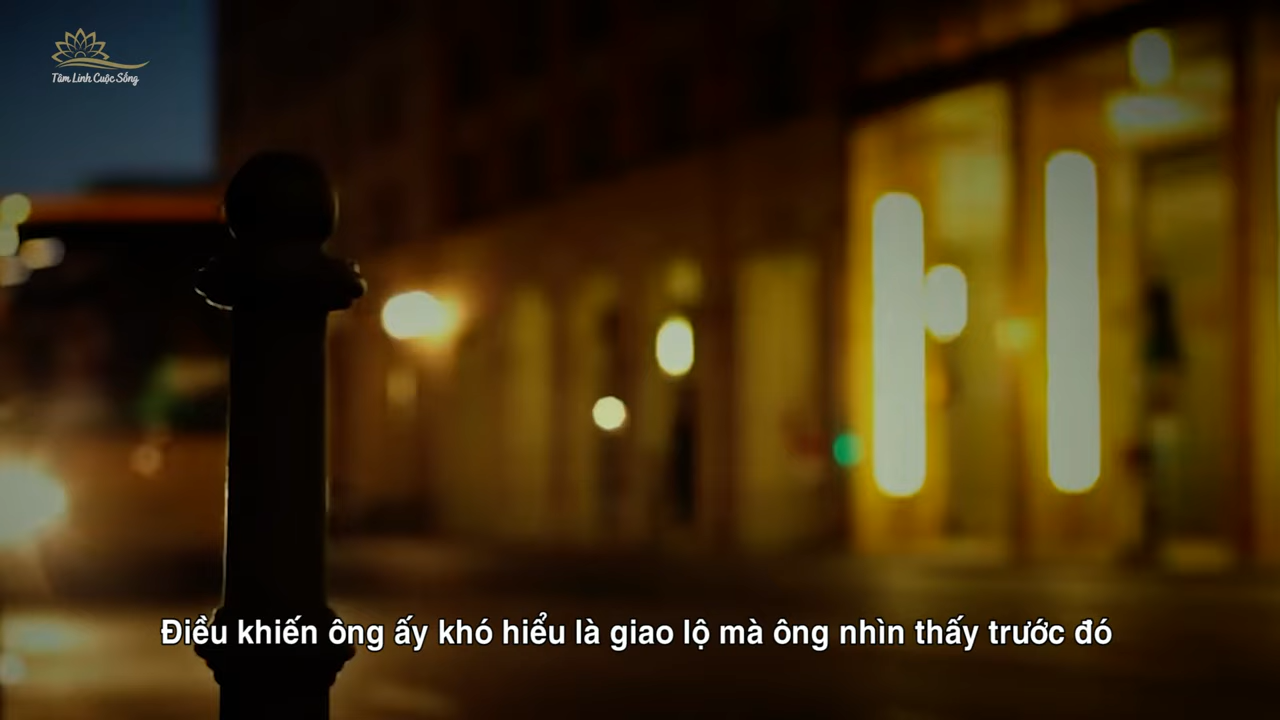 Tâm Linh Cuộc Sống
Điều khiến ông ấy khó hiểu là giao lộ mà ông nhìn thấy trước đó